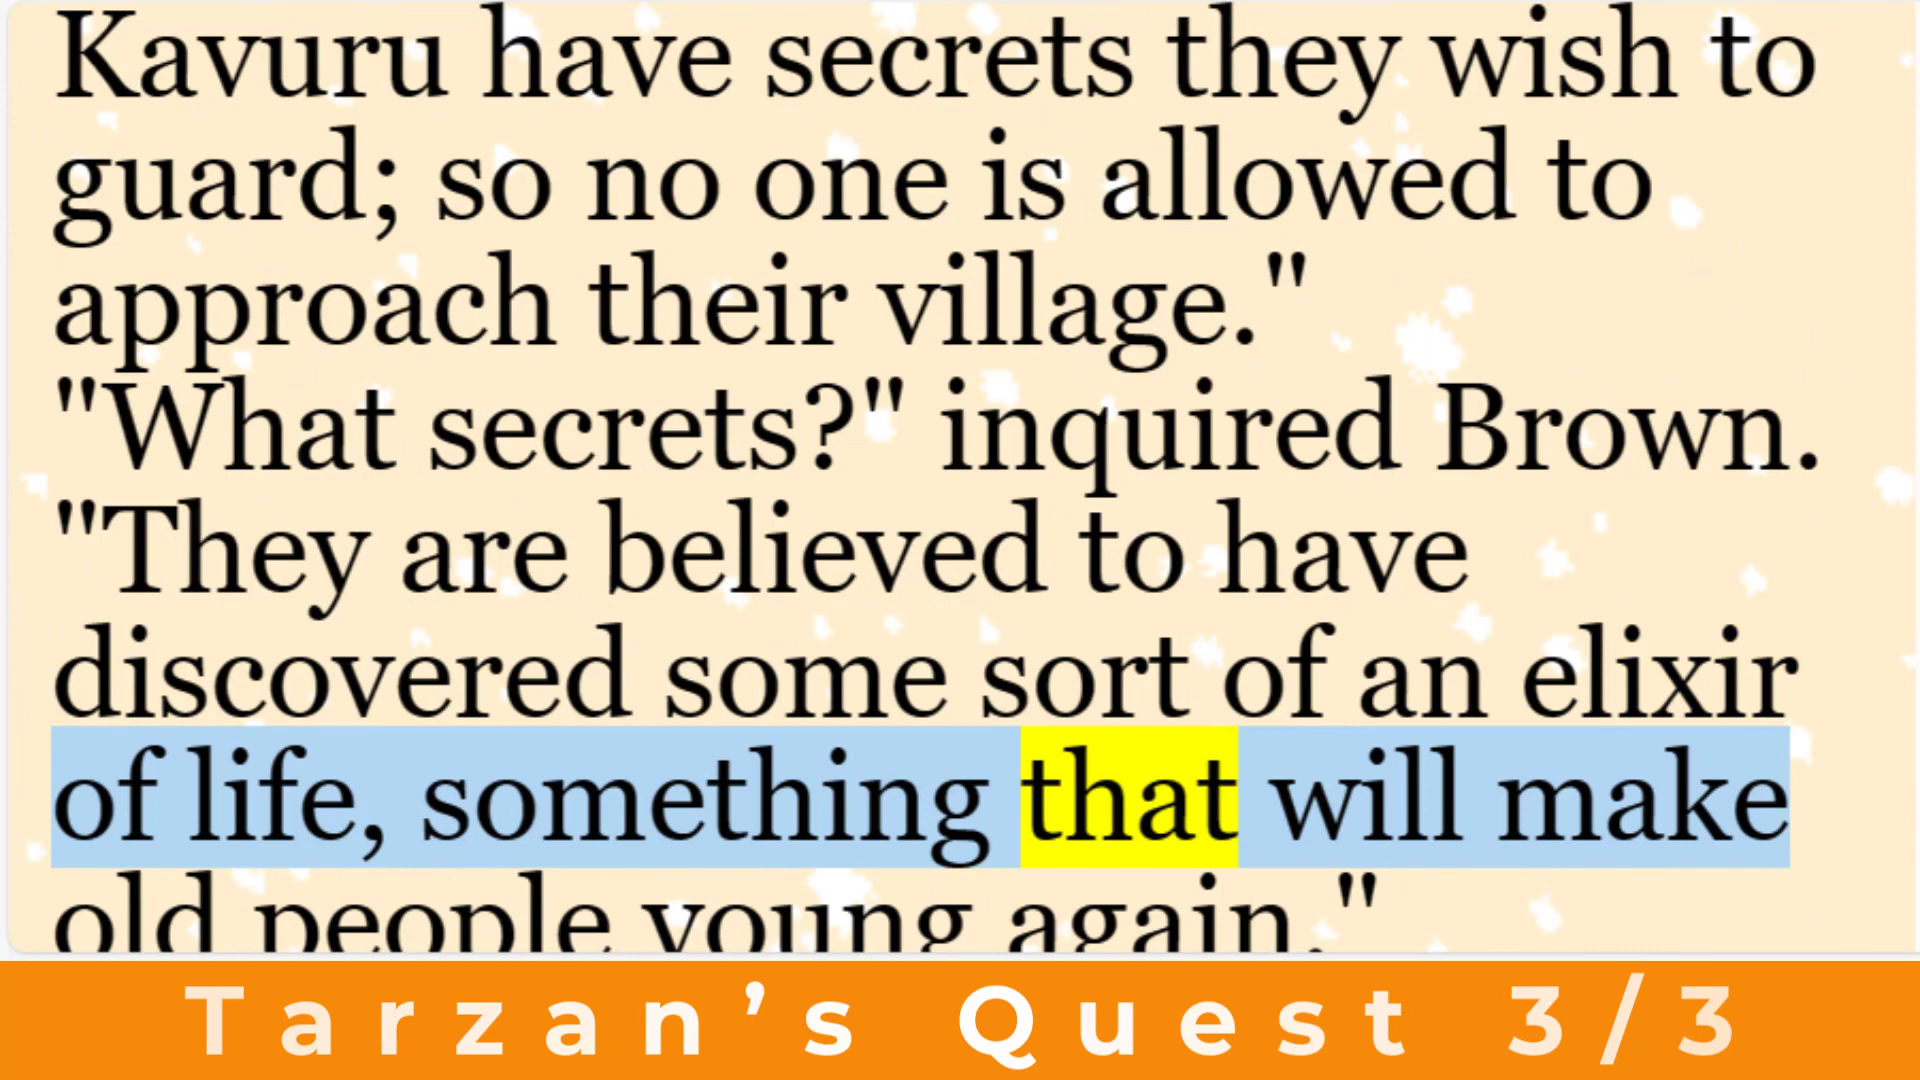 Kavuru have secrets they wish to
guard; so no one is allowed to
approach their village."
"What secrets?" inquired Brown.
"They are believed to have
discovered some sort of an elixir
of life, something that will make
old people young again."
Tarzan’s Quest 3/3